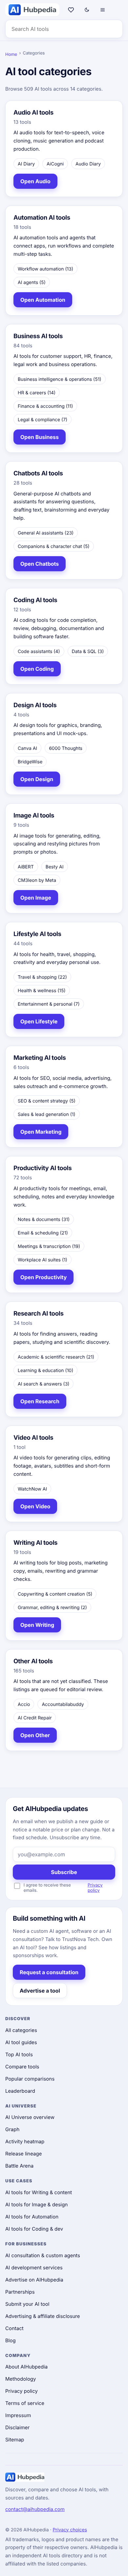 AI Hubpedia
Search AI tools
Home › Categories
AI tool categories
Browse 509 AI tools across 14 categories.
Audio AI tools
13 tools
AI audio tools for text-to-speech, voice
cloning, music generation and podcast
production.
AI Diary AiCogni Audio Diary
Open Audio
Automation AI tools
18 tools
AI automation tools and agents that
connect apps, run workflows and complete
multi-step tasks.
Workflow automation (13)
AI agents (5)
Open Automation
Business AI tools
84 tools
AI tools for customer support, HR, finance,
legal work and business operations.
Business intelligence & operations (51)
HR & careers (14)
Finance & accounting (11)
Legal & compliance (7)
Open Business
Chatbots AI tools
28 tools
General-purpose AI chatbots and
assistants for answering questions,
drafting text, brainstorming and everyday
help.
General AI assistants (23)
Companions & character chat (5)
Open Chatbots
Coding AI tools
12 tools
AI coding tools for code completion,
review, debugging, documentation and
building software faster.
Code assistants (4) Data & SQL (3)
Open Coding
Design AI tools
4 tools
AI design tools for graphics, branding,
presentations and UI mock-ups.
Canva AI 6000 Thoughts
BridgeWise
Open Design
Image AI tools
9 tools
AI image tools for generating, editing,
upscaling and restyling pictures from
prompts or photos.
AIBERT Besty AI
CM3leon by Meta
Open Image
Lifestyle AI tools
44 tools
AI tools for health, travel, shopping,
creativity and everyday personal use.
Travel & shopping (22)
Health & wellness (15)
Entertainment & personal (7)
Open Lifestyle
Marketing AI tools
6 tools
AI tools for SEO, social media, advertising,
sales outreach and e-commerce growth.
SEO & content strategy (5)
Sales & lead generation (1)
Open Marketing
Productivity AI tools
72 tools
AI productivity tools for meetings, email,
scheduling, notes and everyday knowledge
work.
Notes & documents (31)
Email & scheduling (21)
Meetings & transcription (19)
Workplace AI suites (1)
Open Productivity
Research AI tools
34 tools
AI tools for finding answers, reading
papers, studying and scientific discovery.
Academic & scientific research (21)
Learning & education (10)
AI search & answers (3)
Open Research
Video AI tools
1 tool
AI video tools for generating clips, editing
footage, avatars, subtitles and short-form
content.
WatchNow AI
Open Video
Writing AI tools
19 tools
AI writing tools for blog posts, marketing
copy, emails, rewriting and grammar
checks.
Copywriting & content creation (5)
Grammar, editing & rewriting (2)
Open Writing
Other AI tools
165 tools
AI tools that are not yet classified. These
listings are queued for editorial review.
Accio Accountabilabuddy
AI Credit Repair
Open Other
Get AIHubpedia updates
An email when we publish a new guide or
notice a notable price or plan change. Not a
fixed schedule. Unsubscribe any time.
you@example.com
Subscribe
I agree to receive these emails. Privacy policy
Build something with AI
Need a custom AI agent, software or an AI
consultation? Talk to TrustNova Tech. Own
an AI tool? See how listings and
sponsorships work.
Request a consultation
Advertise a tool
DISCOVER
All categories
AI tool guides
Top AI tools
Compare tools
Popular comparisons
Leaderboard
AI UNIVERSE
AI Universe overview
Graph
Activity heatmap
Release lineage
Battle Arena
USE CASES
AI tools for Writing & content
AI tools for Image & design
AI tools for Automation
AI tools for Coding & dev
FOR BUSINESSES
AI consultation & custom agents
AI development services
Advertise on AIHubpedia
Partnerships
Submit your AI tool
Advertising & affiliate disclosure
Contact
Blog
COMPANY
About AIHubpedia
Methodology
Privacy policy
Terms of service
Impressum
Disclaimer
Sitemap
AI Hubpedia
Discover, compare and choose AI tools, with
sources and dates.
contact@aihubpedia.com
© 2026 AIHubpedia · Privacy choices
All trademarks, logos and product names are the
property of their respective owners. AIHubpedia is
an independent AI tools directory and is not
affiliated with the listed companies.